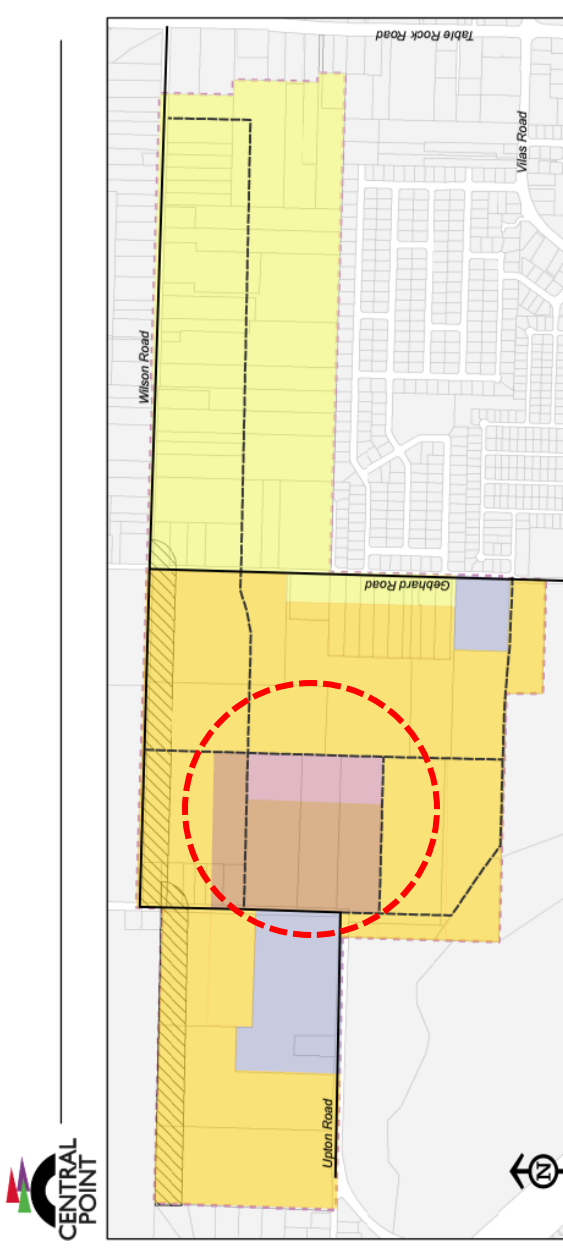 Table Rock Road
Vilas Road
Wilson Road
Gebhard Road
Upton Road
N
CENTRAL
POINT